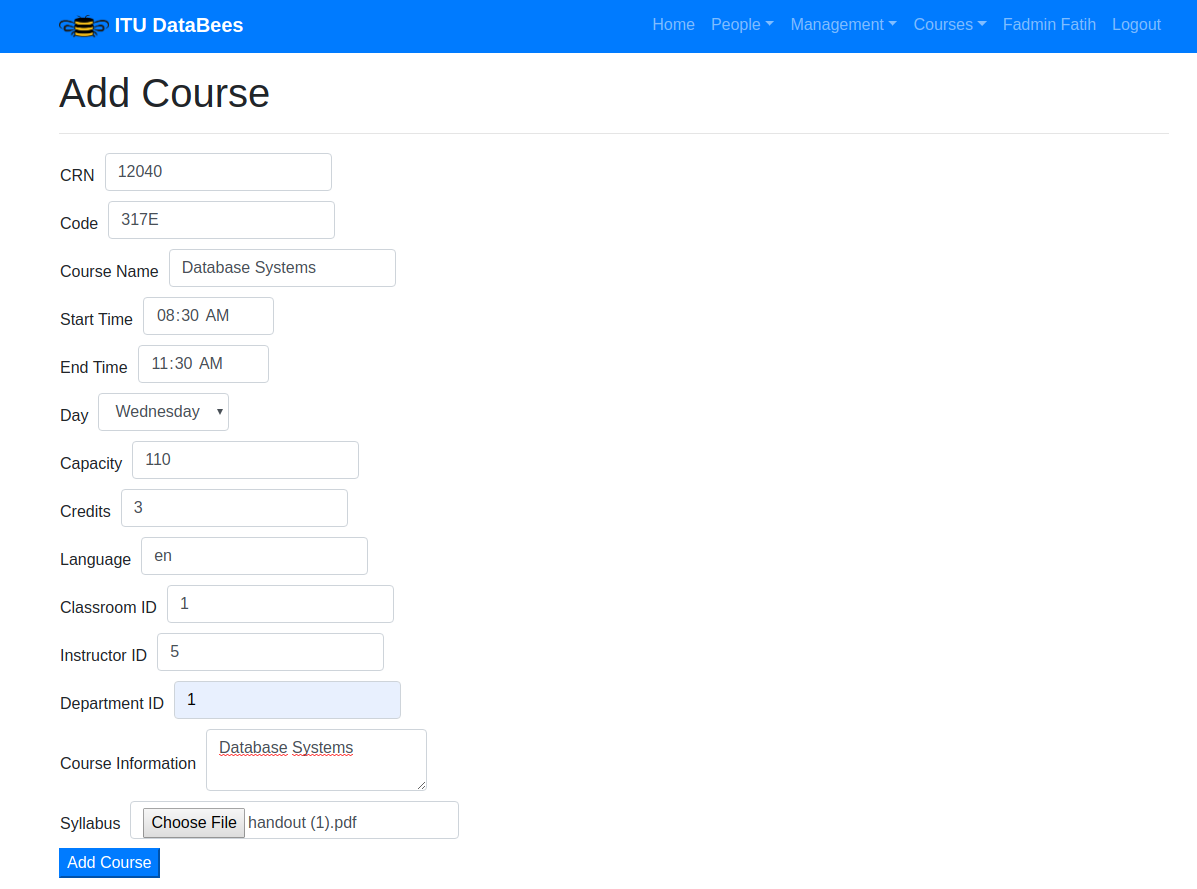 ITU DataBees Home People Management Courses Fadmin Fatih Logout
Add Course
CRN 12040
Code 317E
Course Name Database Systems
Start Time 08:30 AM
End Time 11:30 AM
Day Wednesday
Capacity 110
Credits 3
Language en
Classroom ID 1
Instructor ID 5
Department ID 1
Course Information Database Systems
Syllabus Choose File handout (1).pdf
Add Course